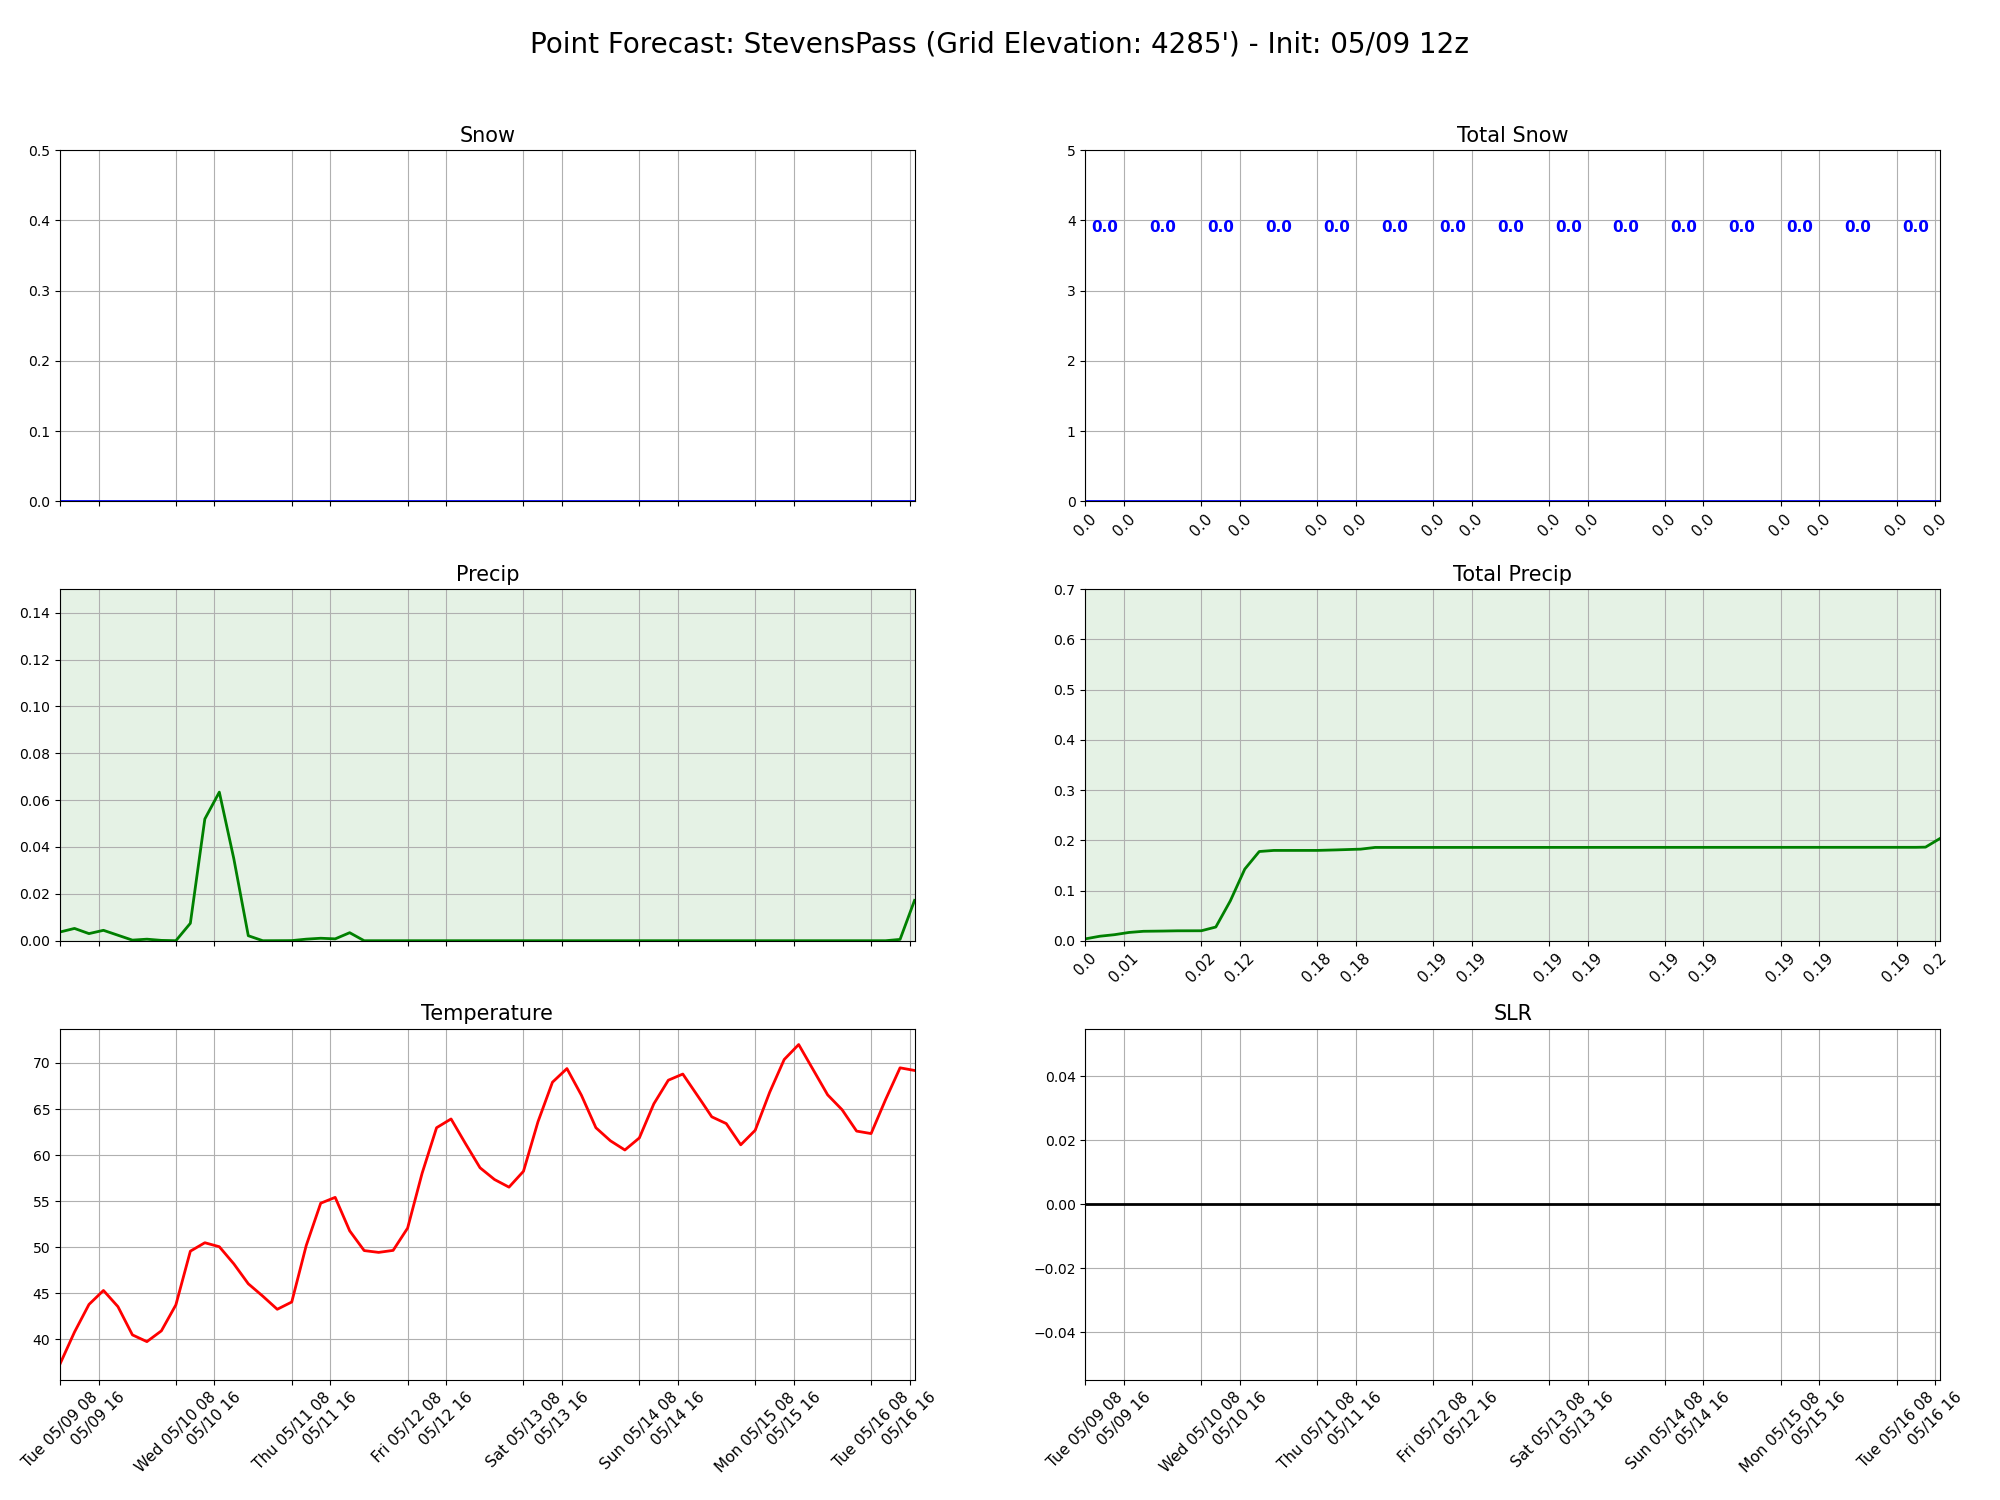 Point Forecast: StevensPass (Grid Elevation: 4285') - Init: 05/09 12z
Snow
0.5
0.4
0.3
0.2
0.1
0.0
Total Snow
5
4
3
2
1
0
0.0 0.0 0.0 0.0 0.0 0.0 0.0 0.0 0.0 0.0 0.0 0.0 0.0 0.0 0.0
0.0 0.0 0.0 0.0 0.0 0.0 0.0 0.0 0.0 0.0 0.0 0.0 0.0 0.0 0.0 0.0
Precip
0.14
0.12
0.10
0.08
0.06
0.04
0.02
0.00
Total Precip
0.7
0.6
0.5
0.4
0.3
0.2
0.1
0.0
0.0 0.01 0.02 0.12 0.18 0.18 0.19 0.19 0.19 0.19 0.19 0.19 0.19 0.19 0.19 0.2
Temperature
70
65
60
55
50
45
40
Tue 05/09 08
05/09 16
Wed 05/10 08
05/10 16
Thu 05/11 08
05/11 16
Fri 05/12 08
05/12 16
Sat 05/13 08
05/13 16
Sun 05/14 08
05/14 16
Mon 05/15 08
05/15 16
Tue 05/16 08
05/16 16
SLR
0.04
0.02
0.00
−0.02
−0.04
Tue 05/09 08
05/09 16
Wed 05/10 08
05/10 16
Thu 05/11 08
05/11 16
Fri 05/12 08
05/12 16
Sat 05/13 08
05/13 16
Sun 05/14 08
05/14 16
Mon 05/15 08
05/15 16
Tue 05/16 08
05/16 16